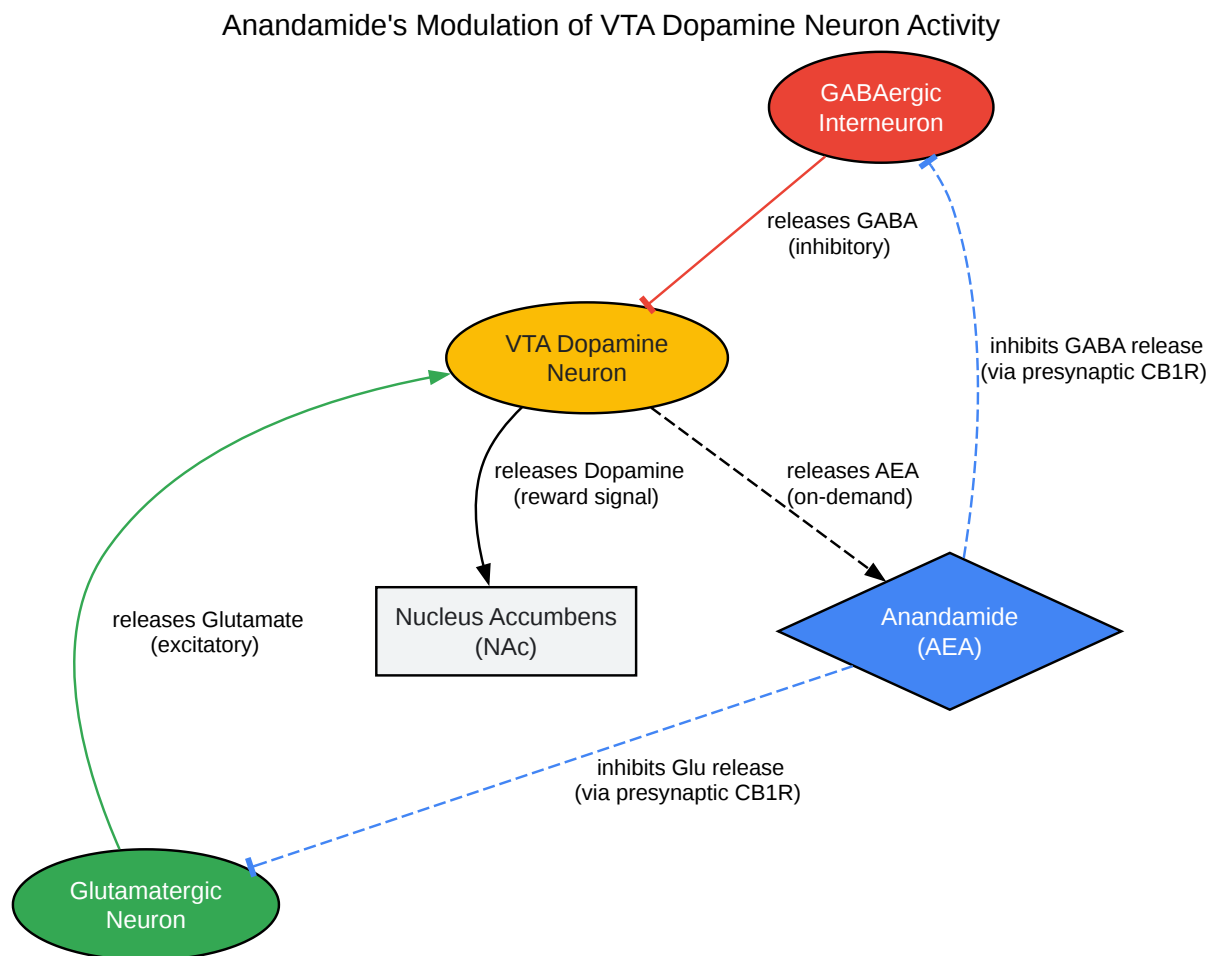 Anandamide's Modulation of VTA Dopamine Neuron Activity
GABAergic
Interneuron
releases GABA
(inhibitory)
VTA Dopamine
Neuron
inhibits GABA release
(via presynaptic CB1R)
releases Dopamine
(reward signal)
releases AEA
(on-demand)
releases Glutamate
(excitatory)
Nucleus Accumbens
(NAc)
Anandamide
(AEA)
inhibits Glu release
(via presynaptic CB1R)
Glutamatergic
Neuron